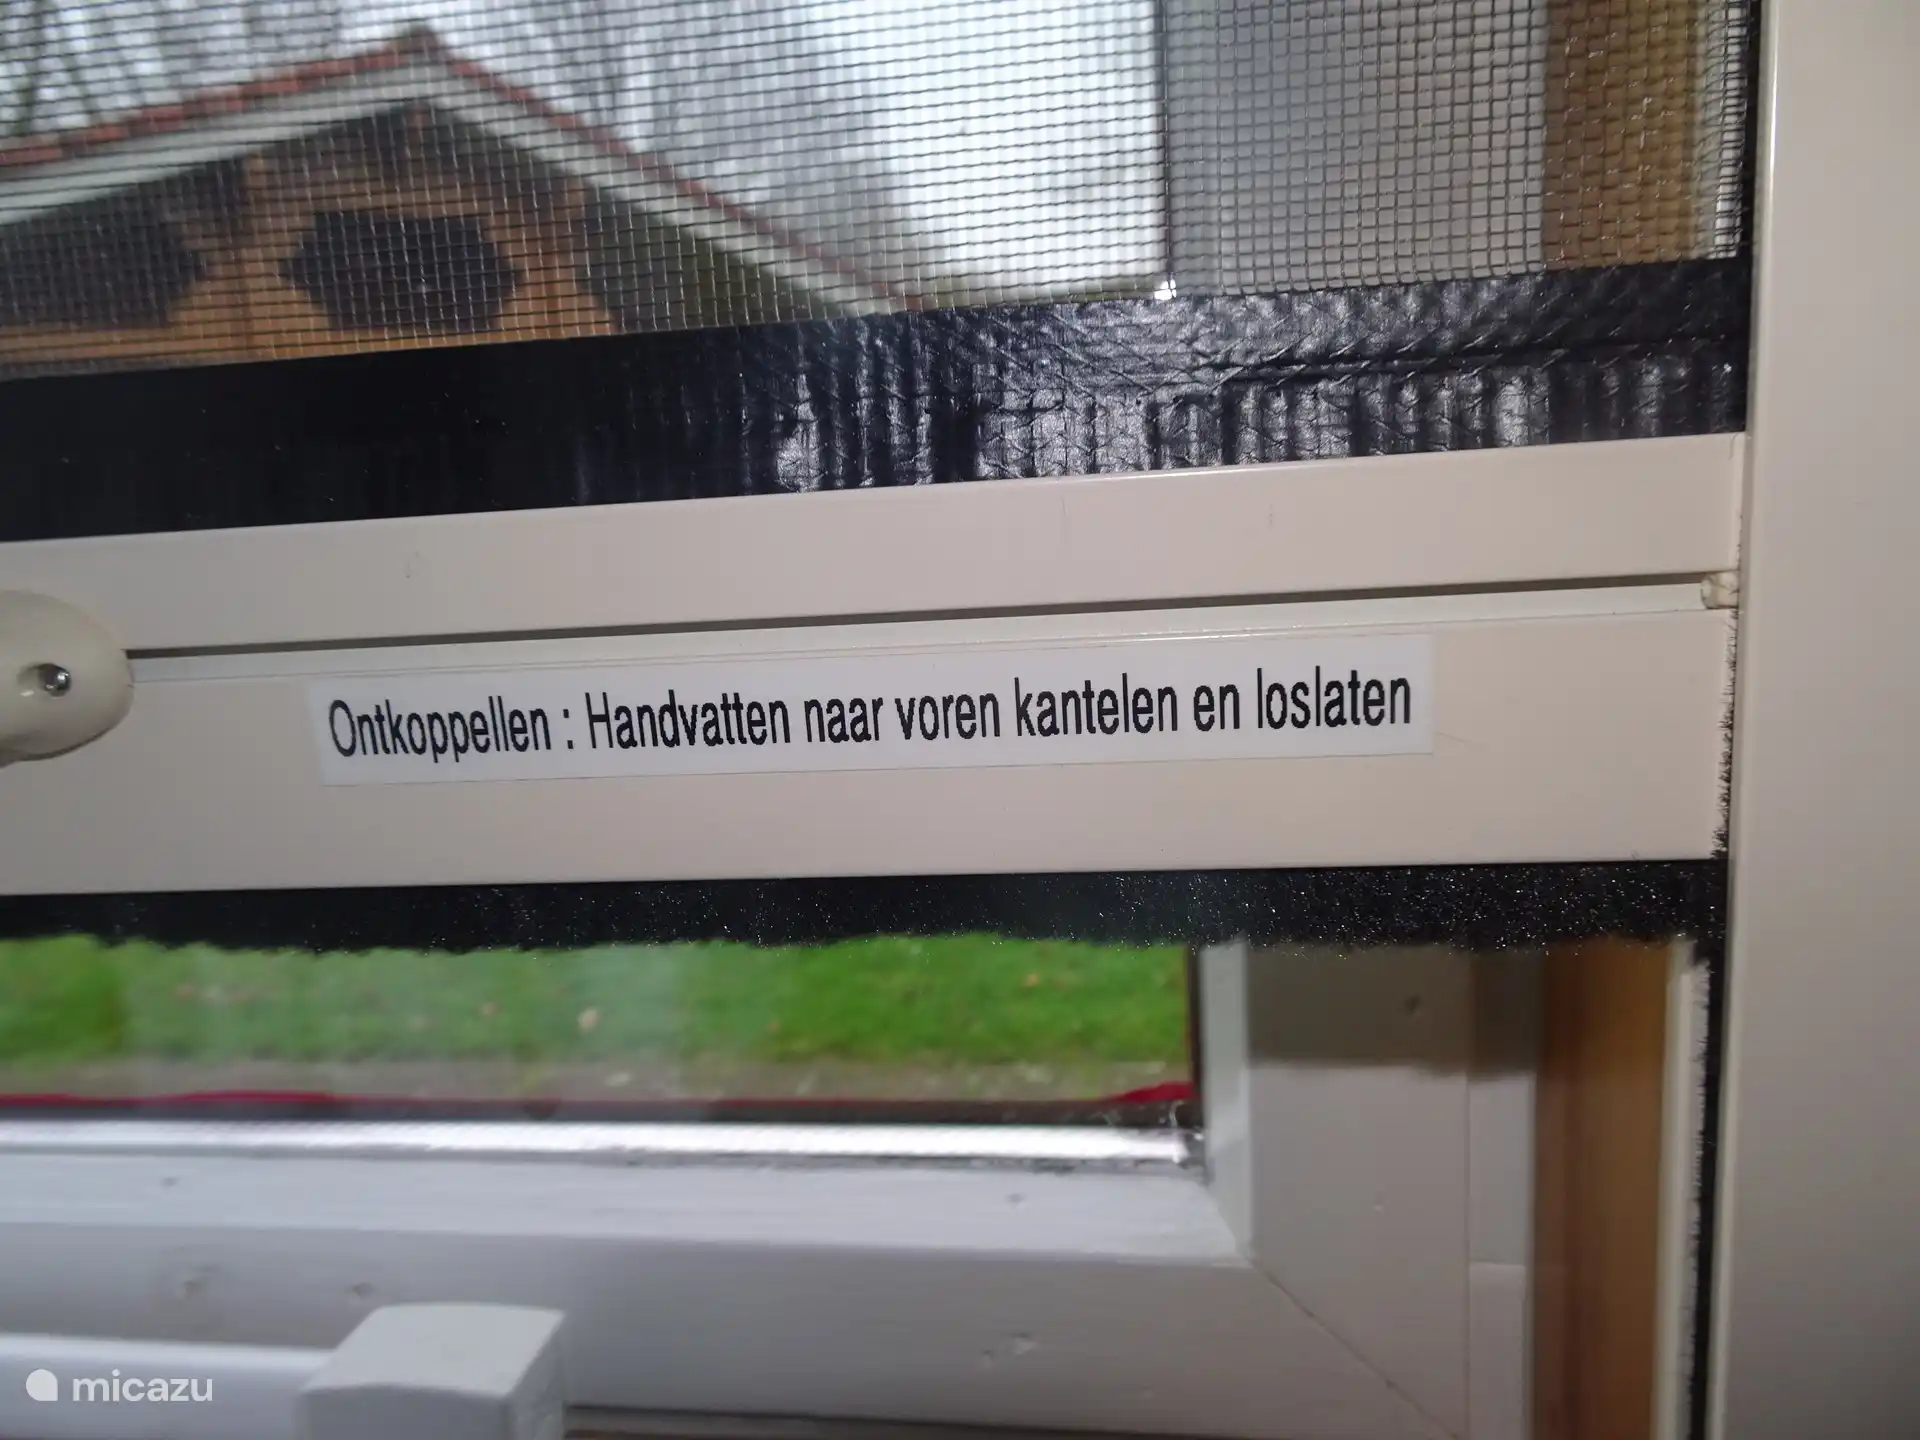 Ontkoppellen : Handvatten naar voren kantelen en loslaten
micazu